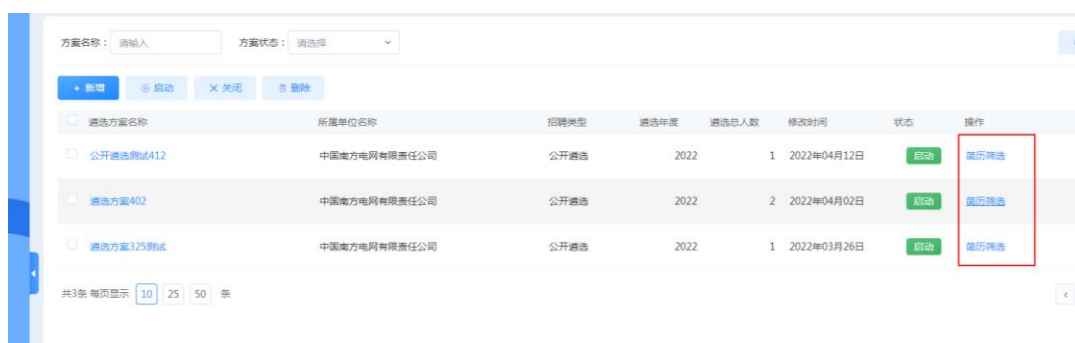 方案名称： 请输入 方案状态： 请选择
+ 新增 启动 × 关闭 删除
遴选方案名称 所属单位名称 招聘类型 遴选年度 遴选总人数 修改时间 状态 操作
公开遴选测试412 中国南方电网有限责任公司 公开遴选 2022 1 2022年04月12日 启动 简历筛选
遴选方案402 中国南方电网有限责任公司 公开遴选 2022 2 2022年04月02日 启动 简历筛选
遴选方案325测试 中国南方电网有限责任公司 公开遴选 2022 1 2022年03月26日 启动 简历筛选
共3条 每页显示 10 25 50 条